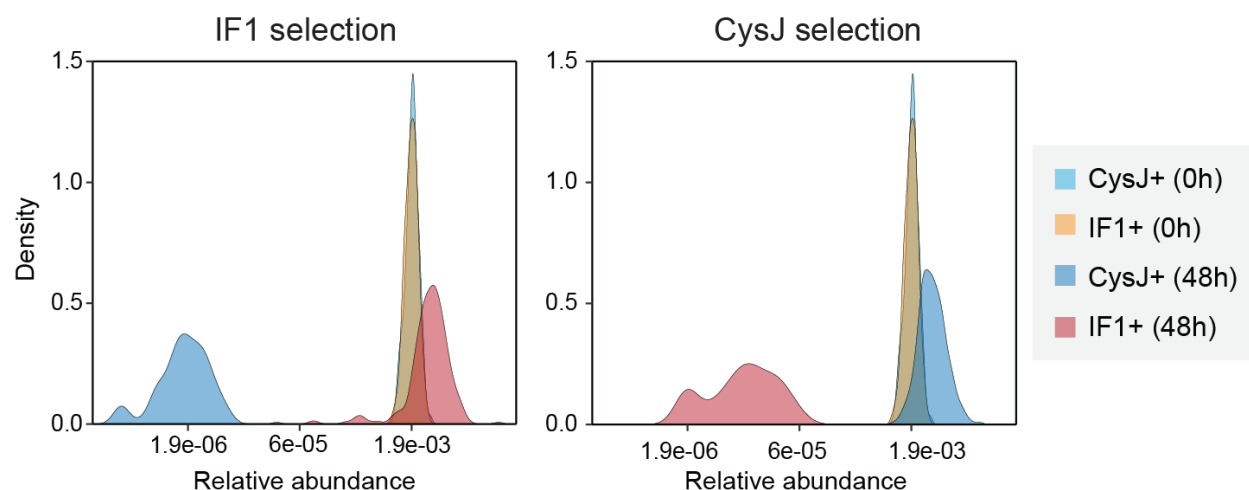 IF1 selection
1.5
1.0
0.5
0.0
Density
1.9e-06 6e-05 1.9e-03
Relative abundance
CysJ selection
1.5
1.0
0.5
0.0
1.9e-06 6e-05 1.9e-03
Relative abundance
CysJ+ (0h)
IF1+ (0h)
CysJ+ (48h)
IF1+ (48h)